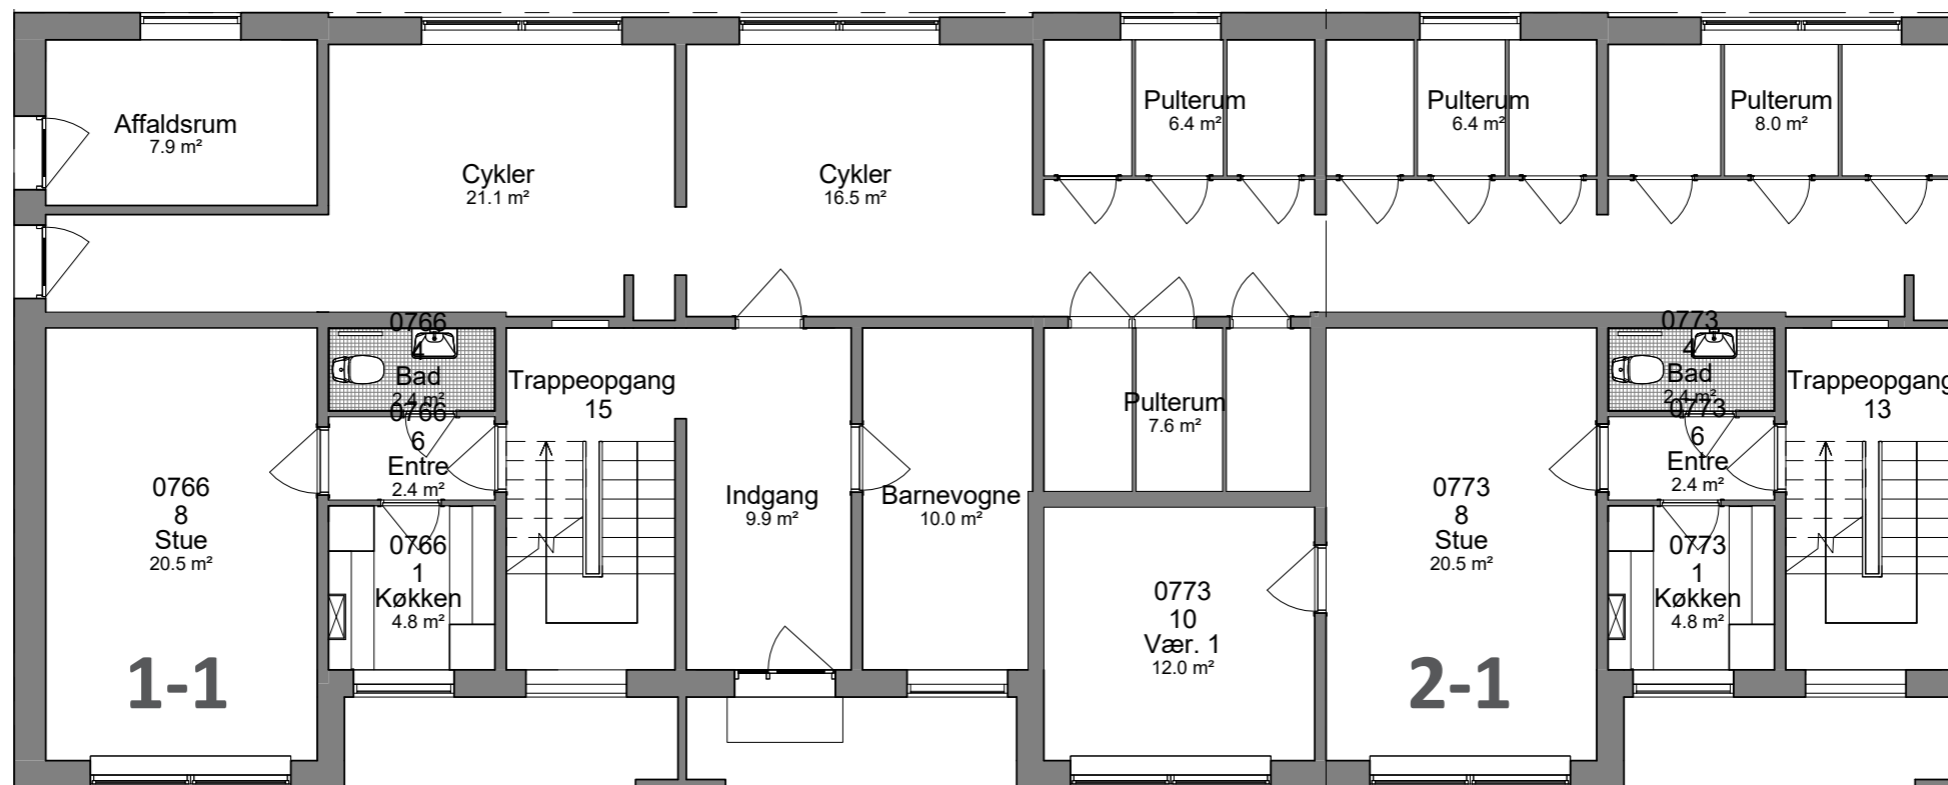 Affaldsrum
7.9 m²
Cykler
21.1 m²
Cykler
16.5 m²
Pulterum
6.4 m²
Pulterum
6.4 m²
Pulterum
8.0 m²
0766
4
Bad
2.4 m²
0766
6
Entre
2.4 m²
0766
1
Køkken
4.8 m²
0766
8
Stue
20.5 m²
1-1
Trappeopgang
15
Indgang
9.9 m²
Barnevogne
10.0 m²
Pulterum
7.6 m²
0773
10
Vær. 1
12.0 m²
0773
8
Stue
20.5 m²
2-1
0773
4
Bad
2.4 m²
0773
6
Entre
2.4 m²
0773
1
Køkken
4.8 m²
Trappeopgang
13